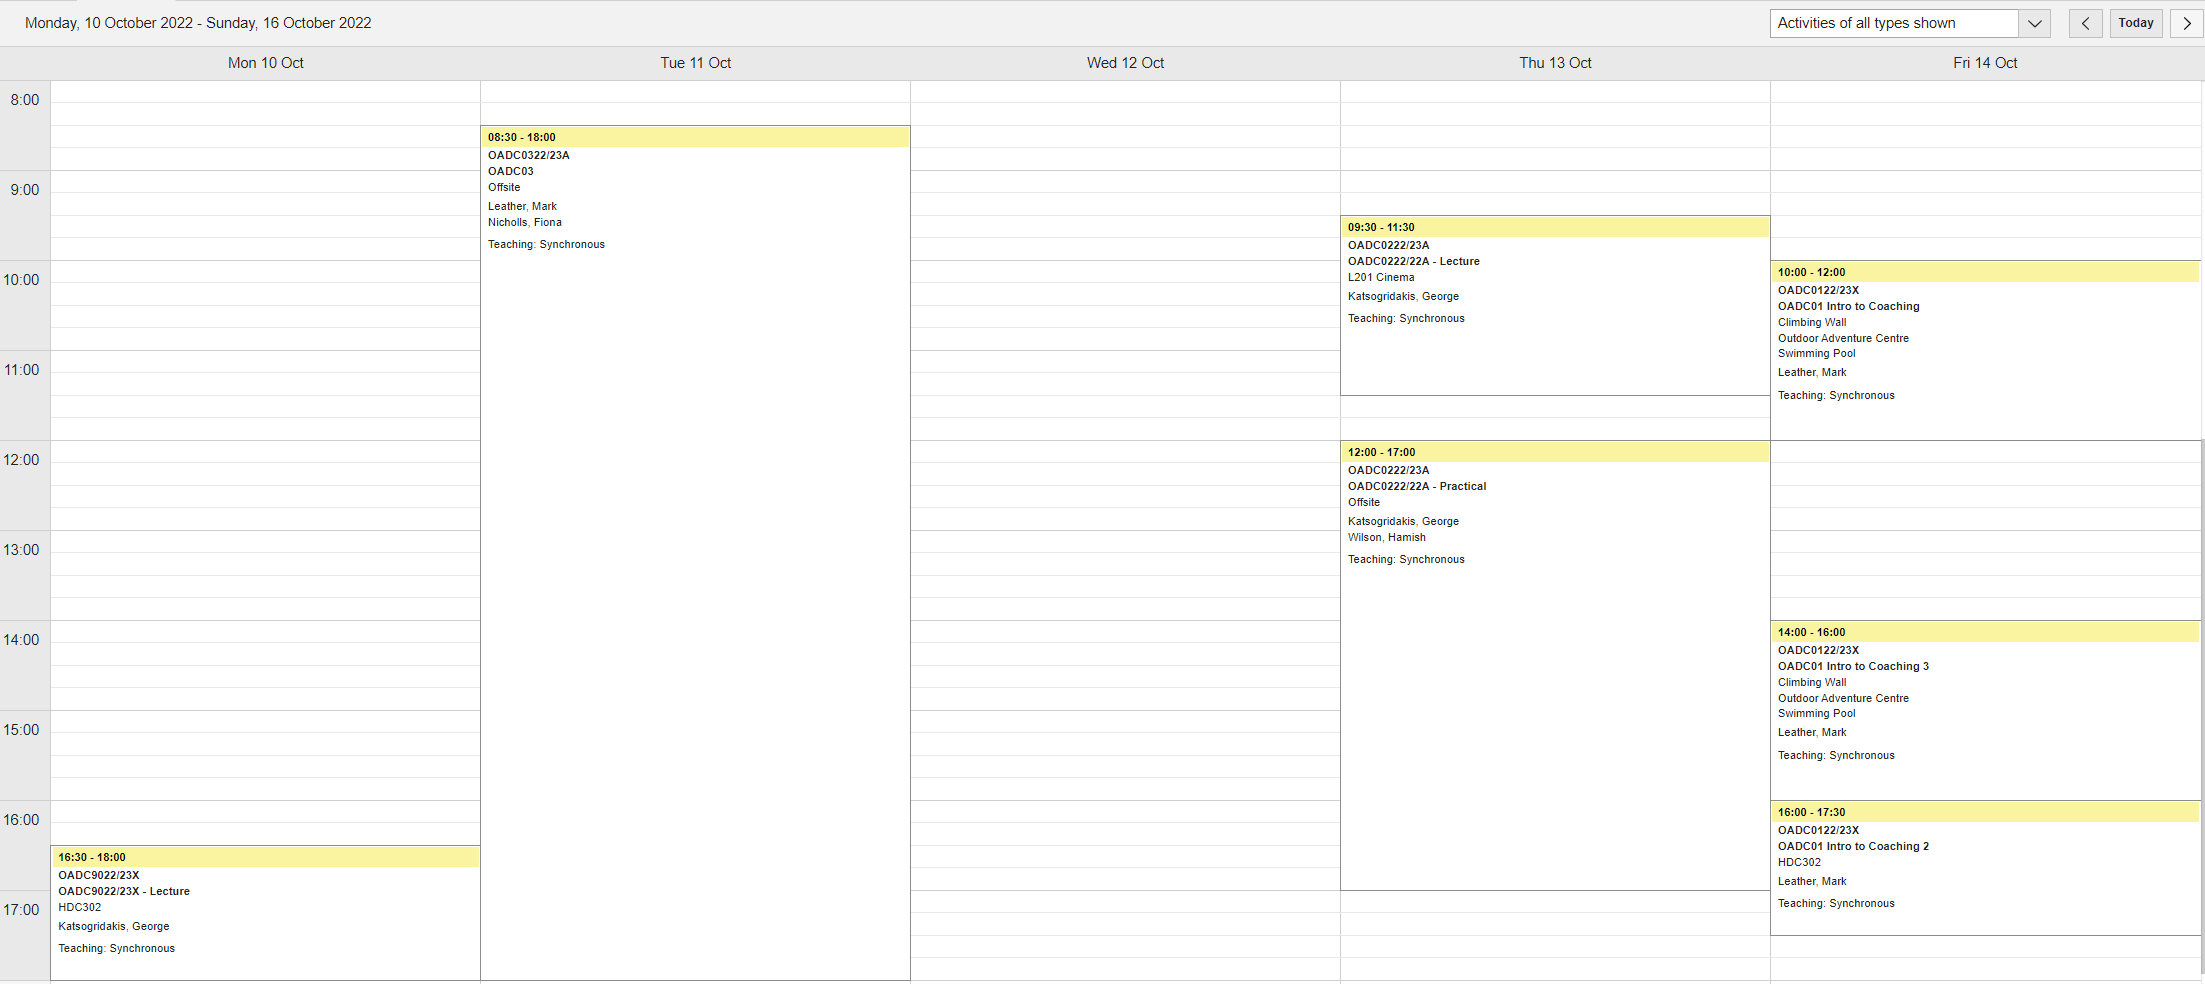 Monday, 10 October 2022 - Sunday, 16 October 2022
Activities of all types shown
Today
Mon 10 Oct
Tue 11 Oct
Wed 12 Oct
Thu 13 Oct
Fri 14 Oct
8:00
9:00
10:00
11:00
12:00
13:00
14:00
15:00
16:00
17:00
16:30 - 18:00
OADC9022/23X
OADC9022/23X - Lecture
HDC302
Katsogridakis, George
Teaching: Synchronous
08:30 - 18:00
OADC0322/23A
OADC03
Offsite
Leather, Mark
Nicholls, Fiona
Teaching: Synchronous
09:30 - 11:30
OADC0222/23A
OADC0222/22A - Lecture
L201 Cinema
Katsogridakis, George
Teaching: Synchronous
12:00 - 17:00
OADC0222/23A
OADC0222/22A - Practical
Offsite
Katsogridakis, George
Wilson, Hamish
Teaching: Synchronous
10:00 - 12:00
OADC0122/23X
OADC01 Intro to Coaching
Climbing Wall
Outdoor Adventure Centre
Swimming Pool
Leather, Mark
Teaching: Synchronous
14:00 - 16:00
OADC0122/23X
OADC01 Intro to Coaching 3
Climbing Wall
Outdoor Adventure Centre
Swimming Pool
Leather, Mark
Teaching: Synchronous
16:00 - 17:30
OADC0122/23X
OADC01 Intro to Coaching 2
HDC302
Leather, Mark
Teaching: Synchronous